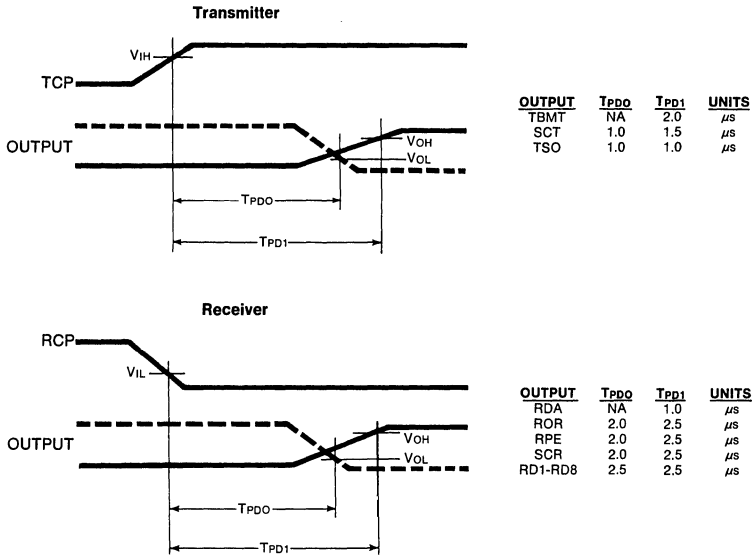 Transmitter
VIH
TCP
OUTPUT
VOH
VOL
TPDO
TPD1
OUTPUT TPDO TPD1 UNITS
TBMT NA 2.0 μs
SCT 1.0 1.5 μs
TSO 1.0 1.0 μs
Receiver
RCP
VIL
OUTPUT
VOH
VOL
TPDO
TPD1
OUTPUT TPDO TPD1 UNITS
RDA NA 1.0 μs
ROR 2.0 2.5 μs
RPE 2.0 2.5 μs
SCR 2.0 2.5 μs
RD1-RD8 2.5 2.5 μs